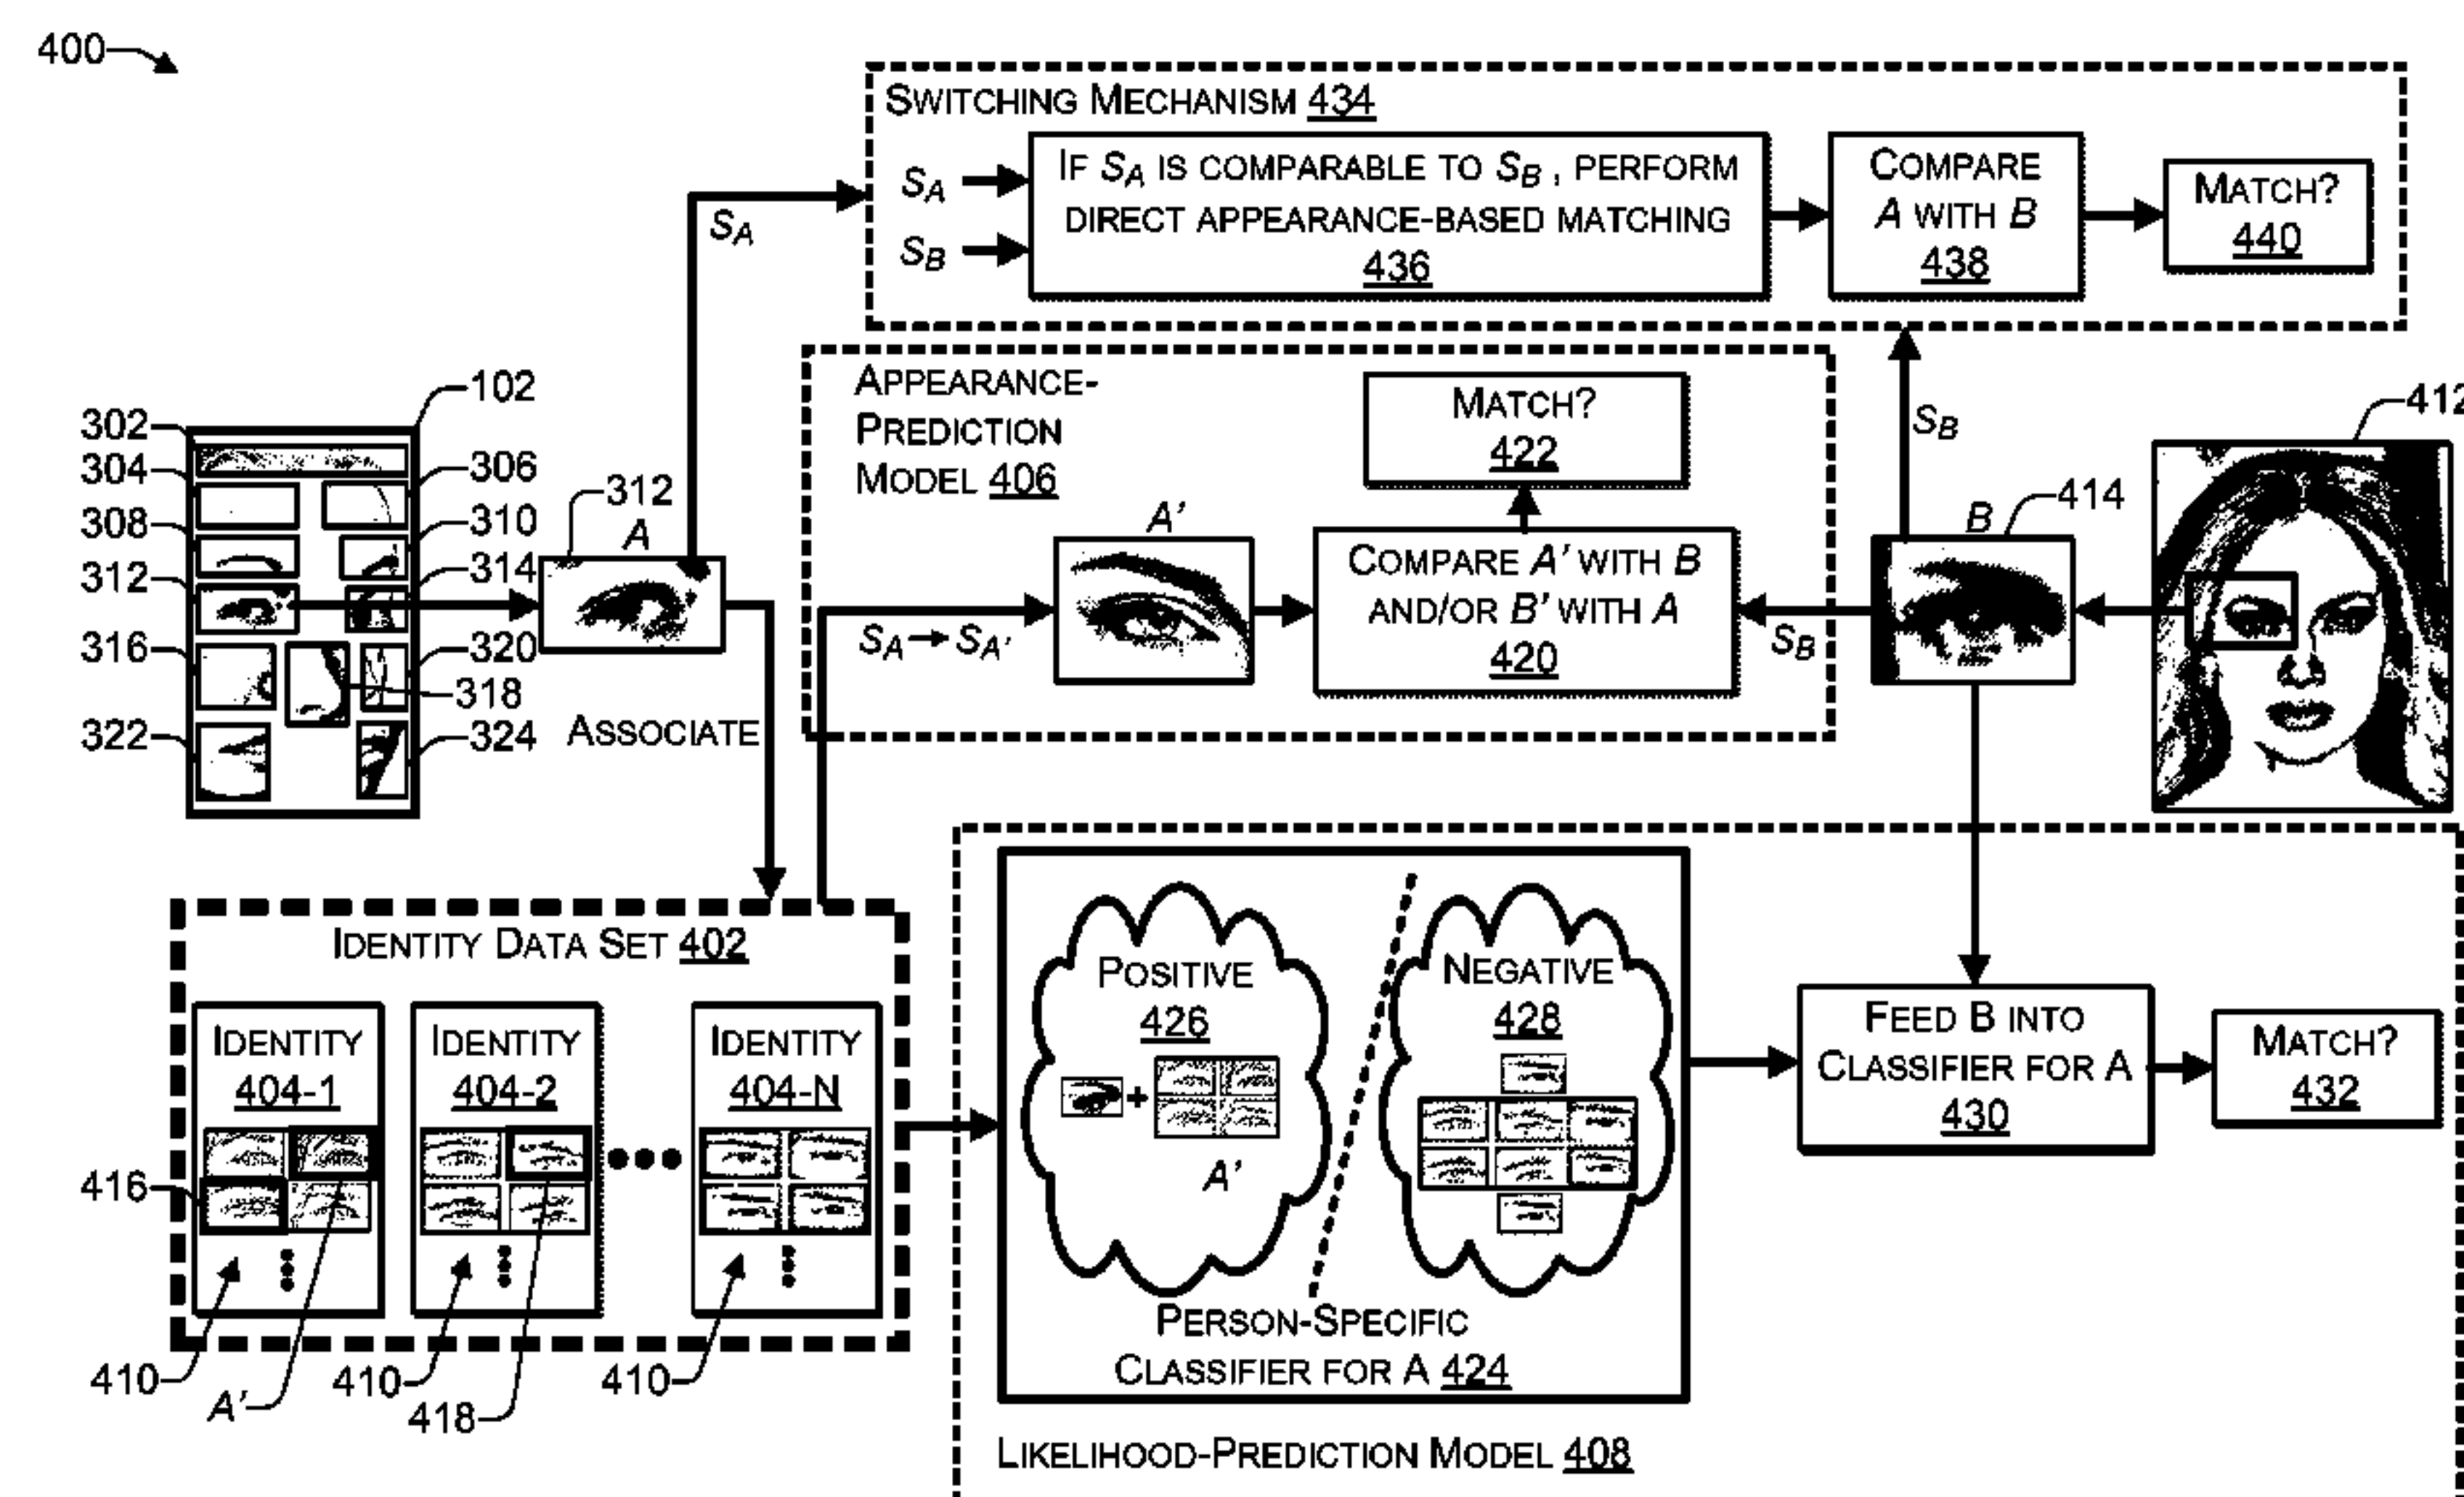 400
SWITCHING MECHANISM 434
SA
SB
IF SA IS COMPARABLE TO SB , PERFORM
DIRECT APPEARANCE-BASED MATCHING
436
COMPARE
A WITH B
438
MATCH?
440
SA
102
302
304
306
308
310
312
314
316
320
318
322
324
312
A
ASSOCIATE
APPEARANCE-
PREDICTION
MODEL 406
MATCH?
422
A'
SA → SA'
COMPARE A' WITH B
AND/OR B' WITH A
420
SB
SB
B
414
412
IDENTITY DATA SET 402
IDENTITY
404-1
IDENTITY
404-2
IDENTITY
404-N
416
410
A'
410
418
410
POSITIVE
426
+
A'
NEGATIVE
428
PERSON-SPECIFIC
CLASSIFIER FOR A 424
FEED B INTO
CLASSIFIER FOR A
430
MATCH?
432
LIKELIHOOD-PREDICTION MODEL 408